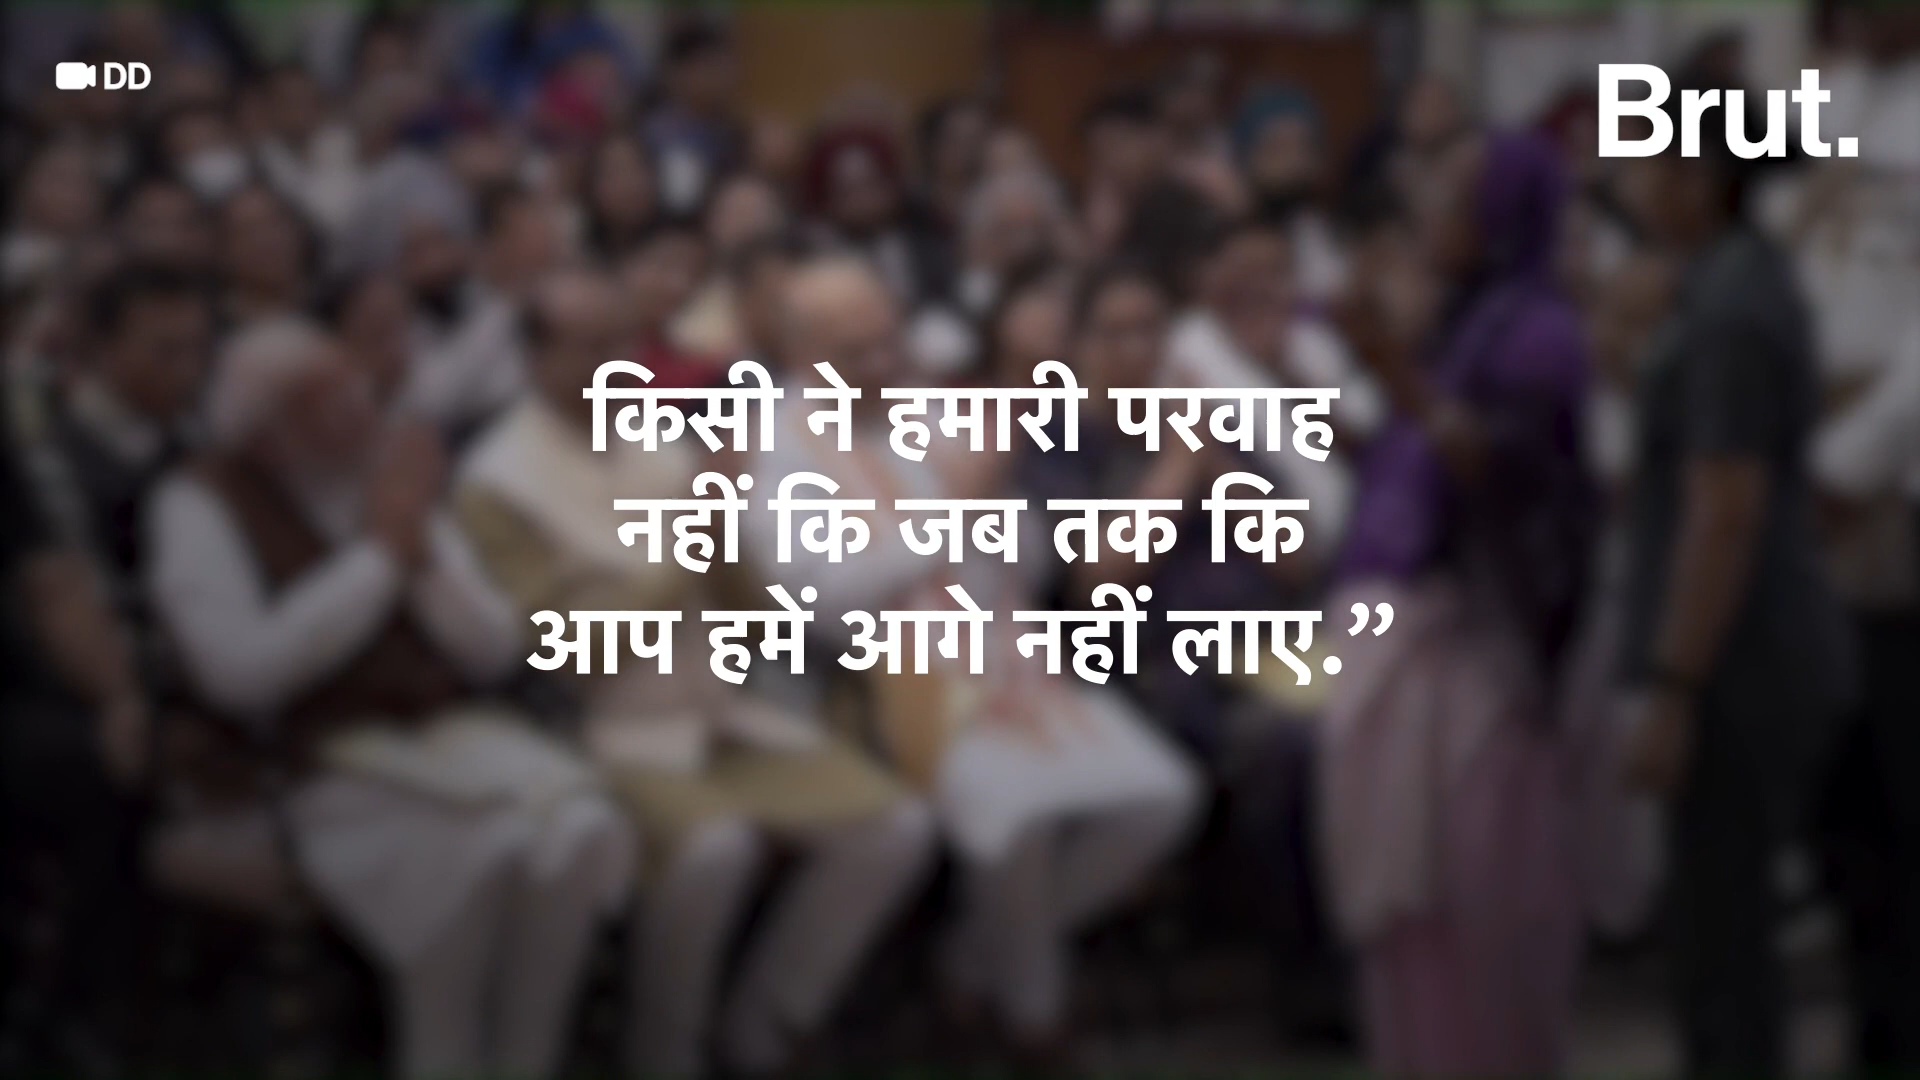 DD
Brut.
किसी ने हमारी परवाह
नहीं कि जब तक कि
आप हमें आगे नहीं लाए.”